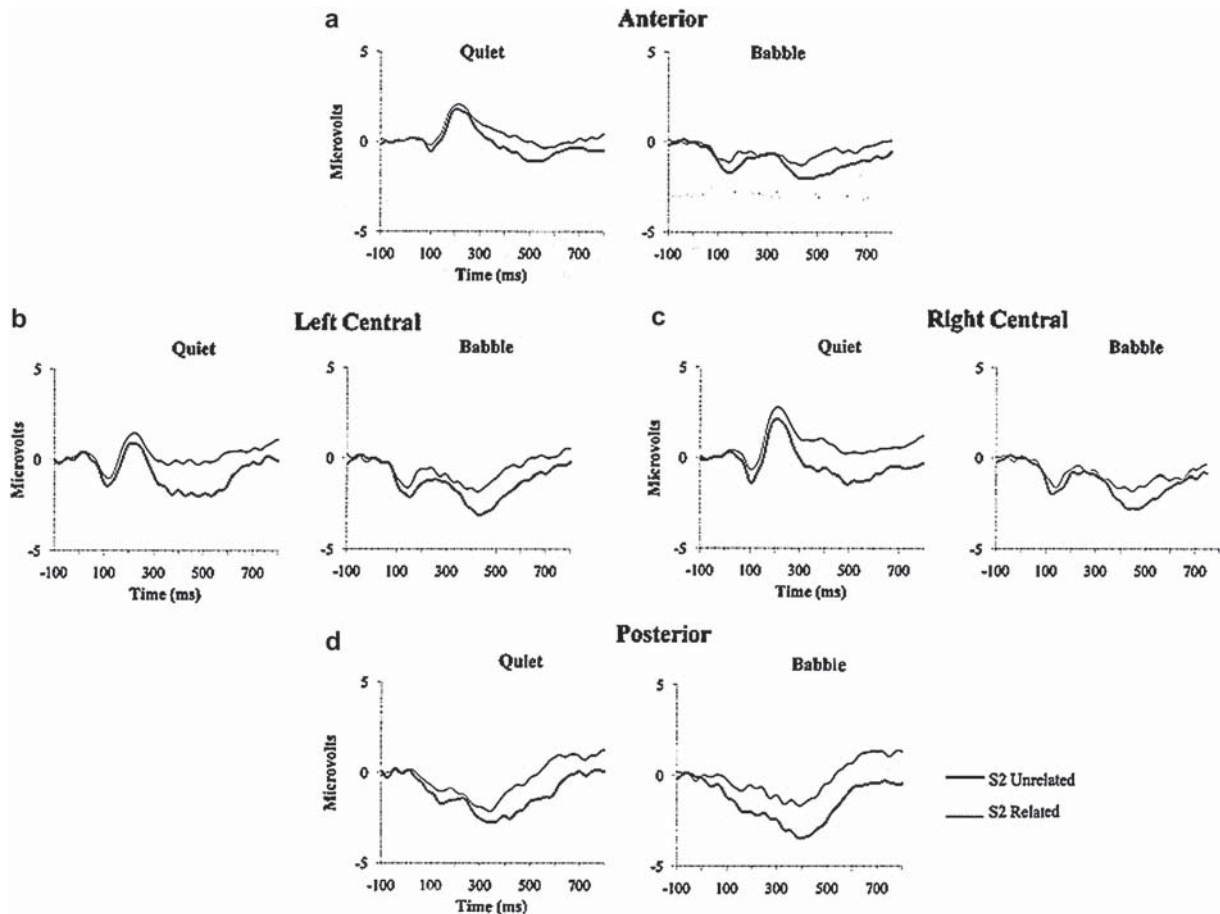 a Anterior
Quiet Babble
5 5
0 0
-5 -5
Microvolts
-100 100 300 500 700 -100 100 300 500 700
Time (ms)
b Left Central c Right Central
Quiet Babble Quiet Babble
5 5 5 5
0 0 0 0
-5 -5 -5 -5
Microvolts Microvolts
-100 100 300 500 700 -100 100 300 500 700 -100 100 300 500 700 -100 100 300 500 700
Time (ms) Time (ms)
d Posterior
Quiet Babble
5 5
0 0
-5 -5
Microvolts
-100 100 300 500 700 -100 100 300 500 700
Time (ms)
S2 Unrelated
S2 Related